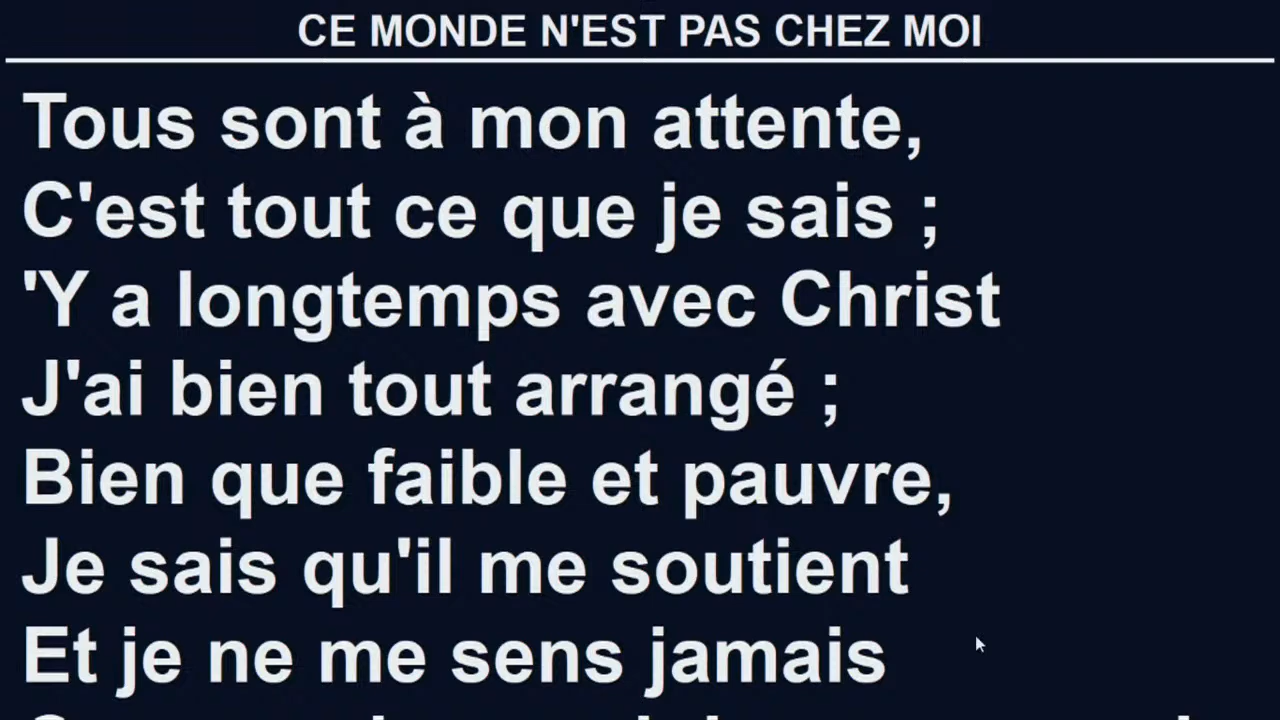 CE MONDE N'EST PAS CHEZ MOI
Tous sont à mon attente,
C'est tout ce que je sais ;
'Y a longtemps avec Christ
J'ai bien tout arrangé ;
Bien que faible et pauvre,
Je sais qu'il me soutient
Et je ne me sens jamais